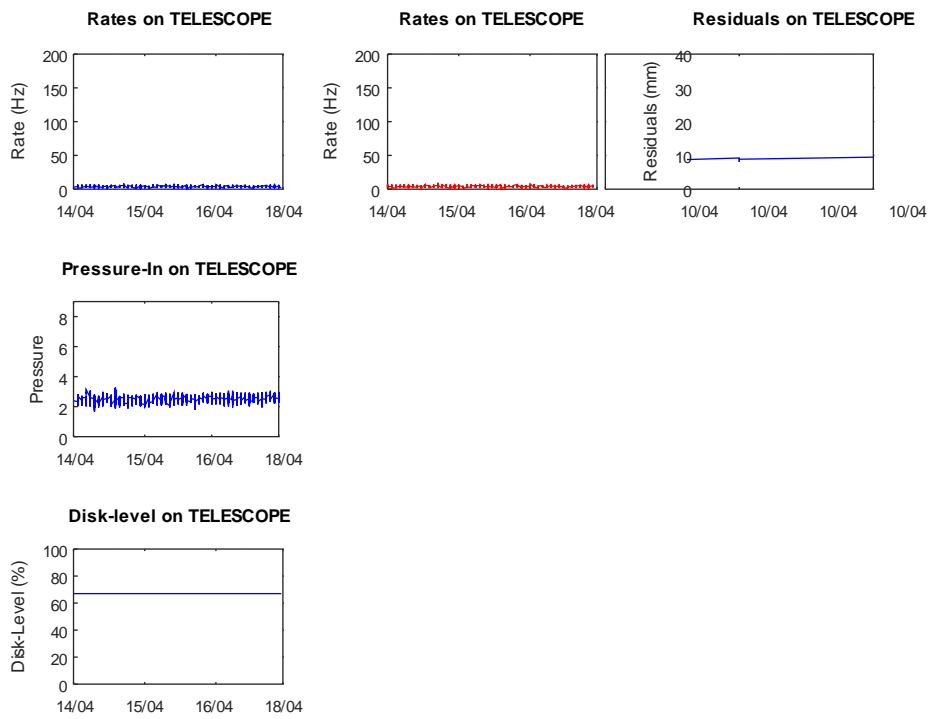 Rates on TELESCOPE
200
150
100
50
0
Rate (Hz)
14/04 15/04 16/04 18/04
Rates on TELESCOPE
200
150
100
50
0
Rate (Hz)
14/04 15/04 16/04 18/04
Residuals on TELESCOPE
40
30
20
10
0
Residuals (mm)
10/04 10/04 10/04 10/04
Pressure-In on TELESCOPE
8
6
4
2
0
Pressure
14/04 15/04 16/04 18/04
Disk-level on TELESCOPE
100
80
60
40
20
0
Disk-Level (%)
14/04 15/04 16/04 18/04